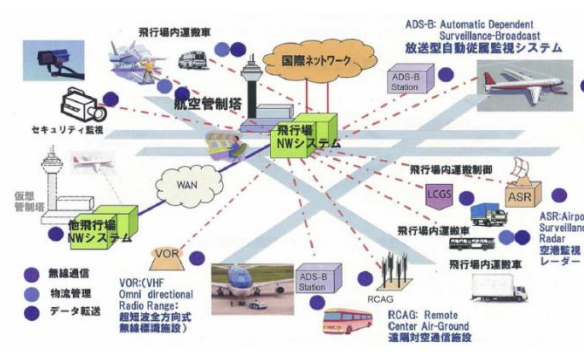 ADS-B: Automatic Dependent
Surveillance-Broadcast
放送型自動従属監視システム
飛行場内運搬車
国際ネットワーク
ADS-B
Station
航空管制塔
セキュリティ監視
飛行場
NWシステム
飛行場内運搬制御
仮想
管制塔
WAN
LCGS
ASR
他飛行場
NWシステム
飛行場内運搬車
ASR:Airpo
Surveilland
Radar
空港監視
レーダー
VOR
無線通信
物流管理
データ転送
VOR:(VHF
Omni directional
Radio Range:
超短波全方向式
無線標識施設)
ADS-B
Station
RCAG
飛行場内運搬車
RCAG: Remote
Center Air-Ground
遠隔対空通信施設